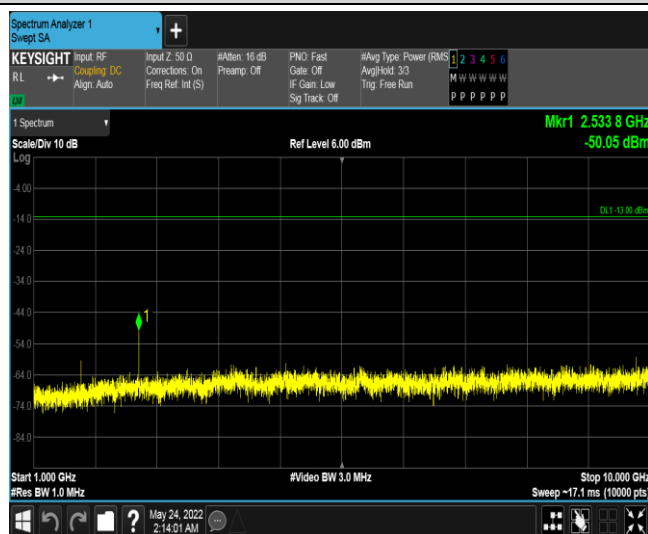 Spectrum Analyzer 1
Swept SA
+
KEYSIGHT Input: RF Input Z: 50 Ω #Atten: 16 dB PNO: Fast #Avg Type: Power (RMS 1 2 3 4 5 6
RL Coupling: DC Corrections: On Preamp: Off Gate: Off Avg|Hold: 3/3 M W W W W W
Align: Auto Freq Ref: Int (S) IF Gain: Low Trig: Free Run P P P P P P
Sig Track: Off
LXI
1 Spectrum Mkr1 2.533 8 GHz
Scale/Div 10 dB Ref Level 6.00 dBm -50.05 dBm
Log
-4.00
DL1 -13.00 dBm
-14.0
-24.0
-34.0
-44.0
1
-54.0
-64.0
-74.0
-84.0
Start 1.000 GHz #Video BW 3.0 MHz Stop 10.000 GHz
#Res BW 1.0 MHz Sweep ~17.1 ms (10000 pts)
? May 24, 2022
2:14:01 AM